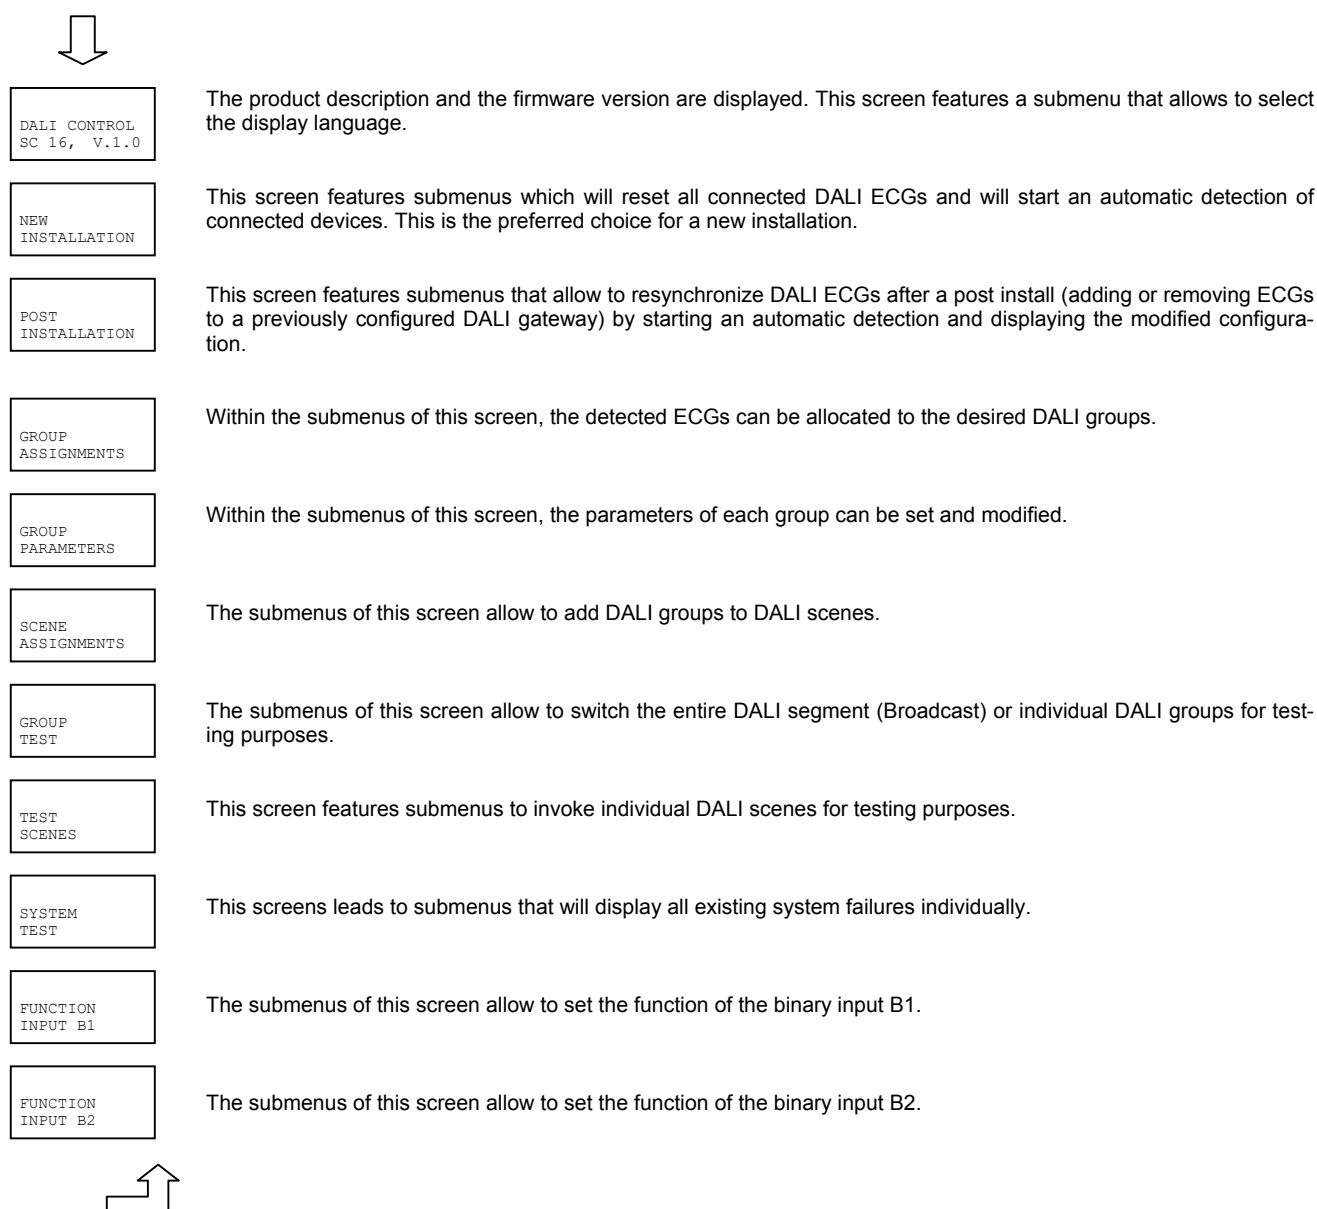 DALI CONTROL
SC 16, V.1.0
The product description and the firmware version are displayed. This screen features a submenu that allows to select
the display language.
NEW
INSTALLATION
This screen features submenus which will reset all connected DALI ECGs and will start an automatic detection of
connected devices. This is the preferred choice for a new installation.
POST
INSTALLATION
This screen features submenus that allow to resynchronize DALI ECGs after a post install (adding or removing ECGs
to a previously configured DALI gateway) by starting an automatic detection and displaying the modified configura-
tion.
GROUP
ASSIGNMENTS
Within the submenus of this screen, the detected ECGs can be allocated to the desired DALI groups.
GROUP
PARAMETERS
Within the submenus of this screen, the parameters of each group can be set and modified.
SCENE
ASSIGNMENTS
The submenus of this screen allow to add DALI groups to DALI scenes.
GROUP
TEST
The submenus of this screen allow to switch the entire DALI segment (Broadcast) or individual DALI groups for test-
ing purposes.
TEST
SCENES
This screen features submenus to invoke individual DALI scenes for testing purposes.
SYSTEM
TEST
This screens leads to submenus that will display all existing system failures individually.
FUNCTION
INPUT B1
The submenus of this screen allow to set the function of the binary input B1.
FUNCTION
INPUT B2
The submenus of this screen allow to set the function of the binary input B2.